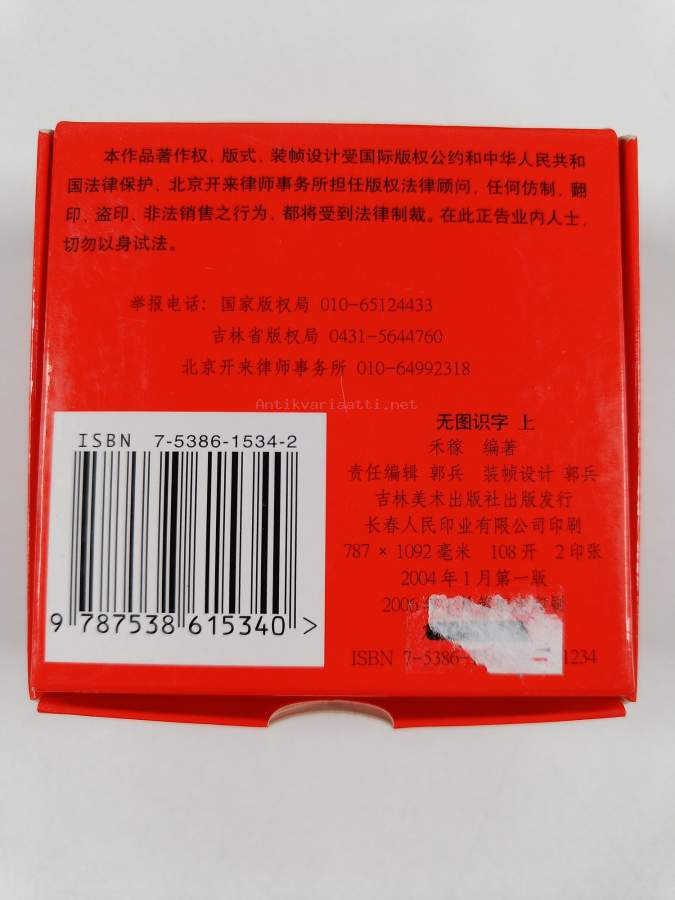 本作品著作权、版式、装帧设计受国际版权公约和中华人民共和
国法律保护，北京开来律师事务所担任版权法律顾问，任何仿制、翻
印、盗印、非法销售之行为，都将受到法律制裁。在此正告业内人士，
切勿以身试法。
举报电话：国家版权局 010-65124433
吉林省版权局 0431-5644760
北京开来律师事务所 010-64992318
Antikvariaatti.net
ISBN 7-5386-1534-2
9 787538 615340 >
无图识字 上
禾稼 编著
责任编辑 郭兵 装帧设计 郭兵
吉林美术出版社出版发行
长春人民印业有限公司印刷
787 × 1092 毫米 108 开 2 印张
2004 年 1 月第一版
2006
ISBN 7-5386- 1234